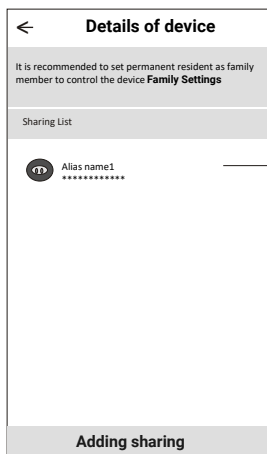 Details of device
It is recommended to set permanent resident as family
member to control the device Family Settings
Sharing List
Alias name1
************
Adding sharing